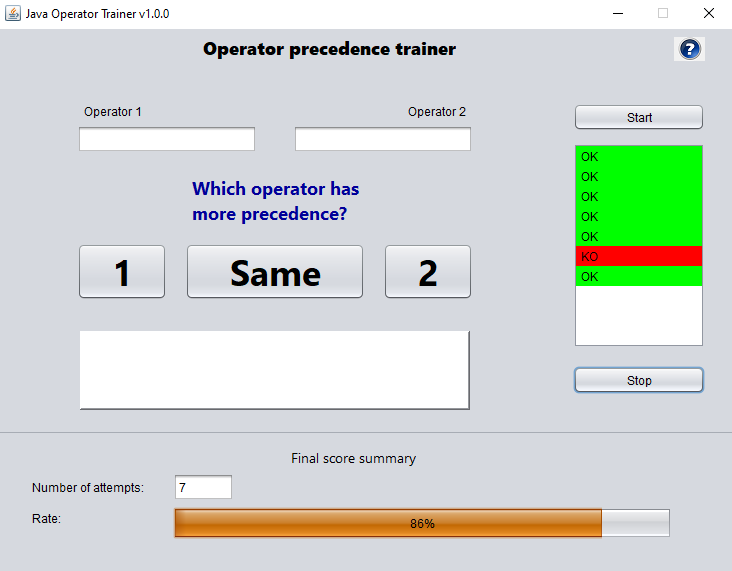 Java Operator Trainer v1.0.0
Operator precedence trainer
?
Operator 1
Operator 2
Start
Which operator has
more precedence?
1
Same
2
OK
OK
OK
OK
OK
KO
OK
Stop
Final score summary
Number of attempts:
7
Rate:
86%